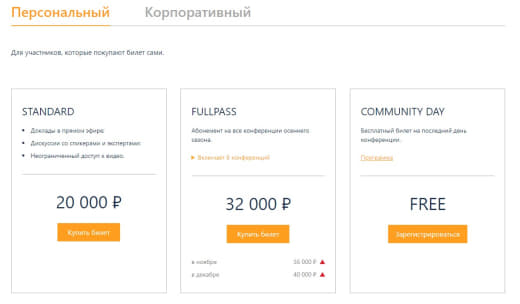 Персональный Корпоративный
Для участников, которые покупают билет сами.
STANDARD
Доклады в прямом эфире;
Дискуссии со спикерами и экспертами;
Неограниченный доступ к видео.
20 000 ₽
Купить билет
FULLPASS
Абонемент на все конференции осеннего
сезона.
Включает 8 конференций
32 000 ₽
Купить билет
в ноябре 36 000 ₽
в декабре 40 000 ₽
COMMUNITY DAY
Бесплатный билет на последний день
конференции.
Программа
FREE
Зарегистрироваться